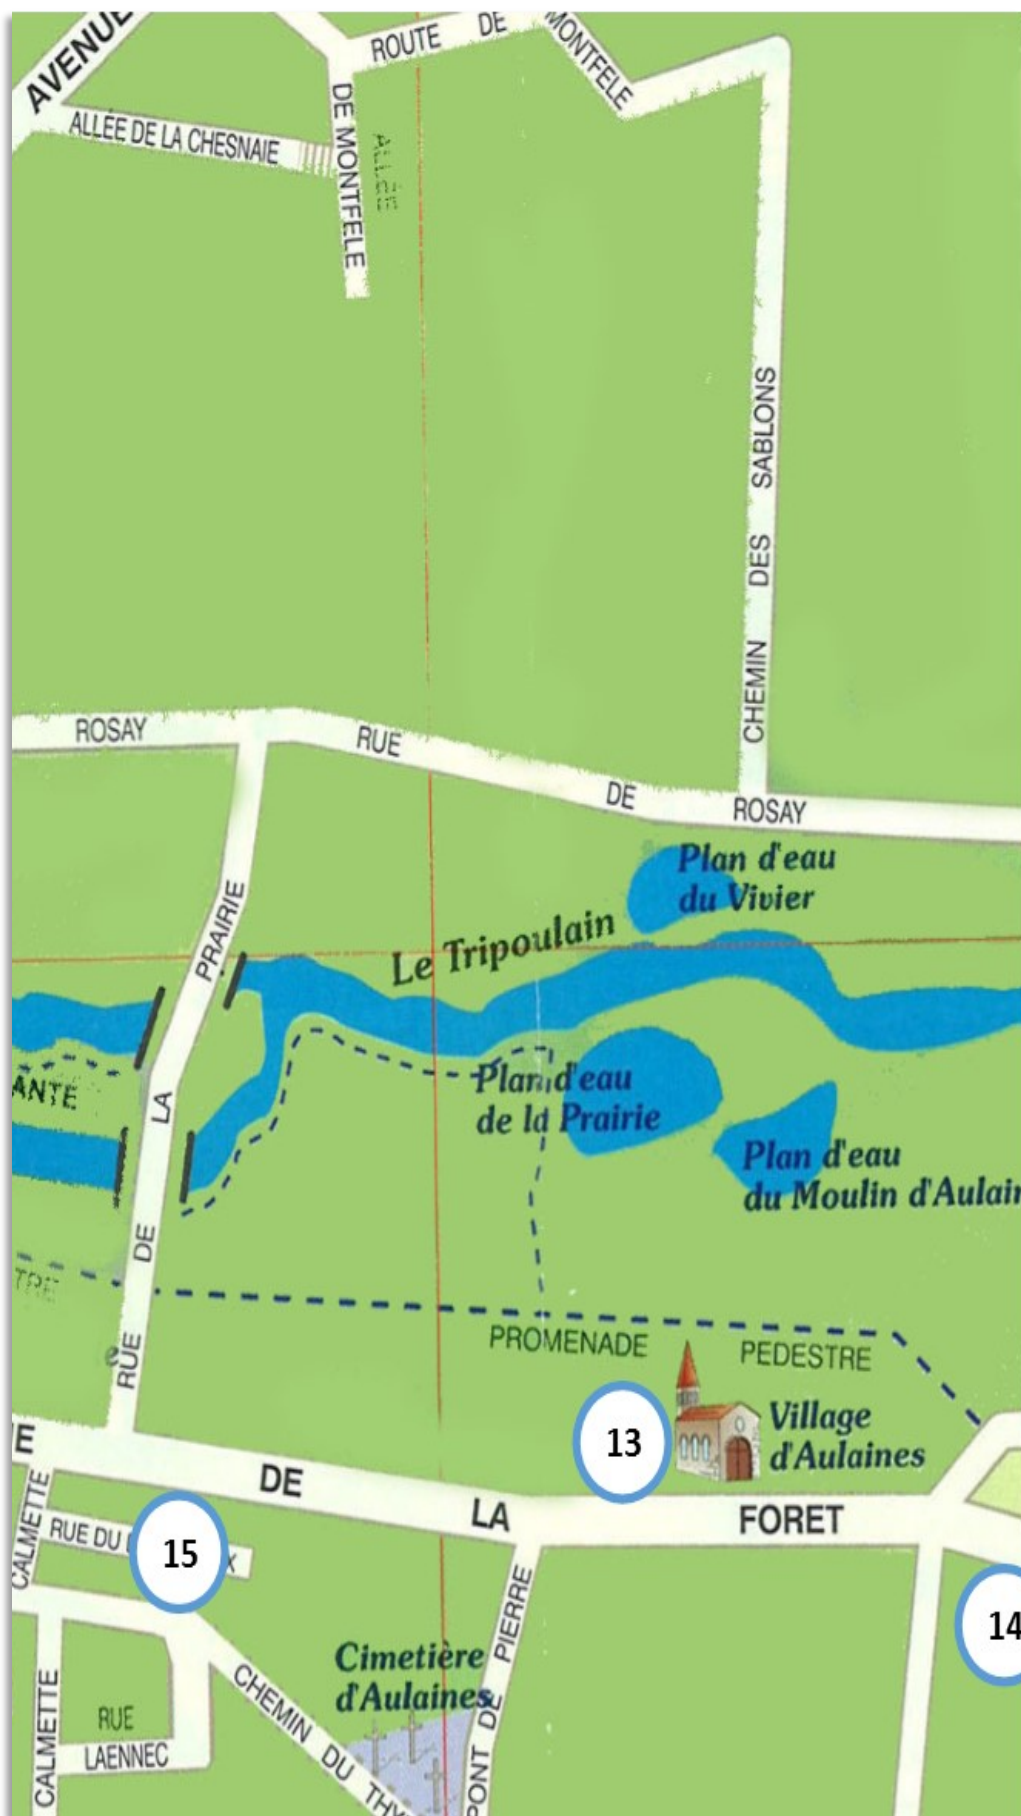 AVENUE
ROUTE DE MONTFELE
ALLÉE DE LA CHESNAIE
DE MONTFELE
ALLÉE
CHEMIN DES SABLONS
ROSAY
RUE DE ROSAY
Plan d'eau
du Vivier
Le Tripoulain
RUE DE LA PRAIRIE
ANTE
Plan d'eau
de la Prairie
Plan d'eau
du Moulin d'Aulain
TRE
PROMENADE PEDESTRE
e
13
Village
d'Aulaines
E DE LA FORET
CALMETTE
RUE DU
15
X
14
PONT DE PIERRE
Cimetière
d'Aulaines
CHEMIN DU THY
CALMETTE
RUE
LAENNEC